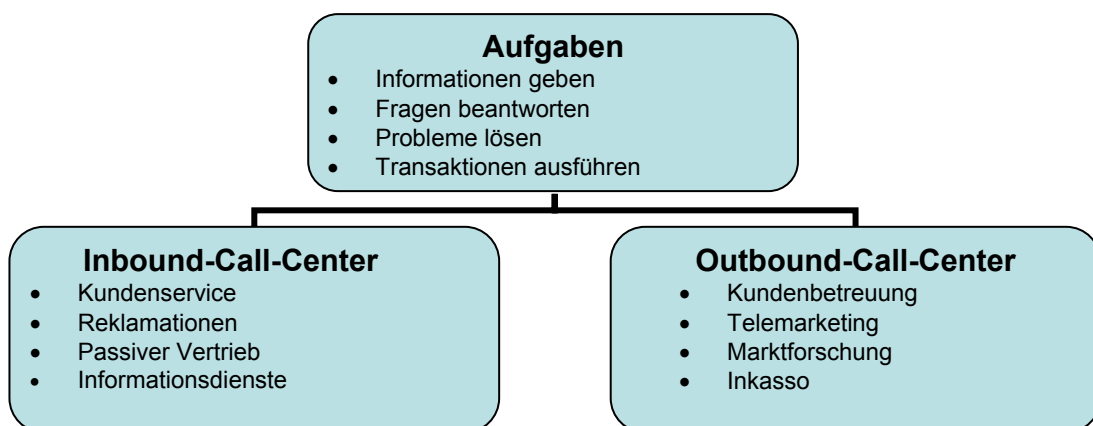 Aufgaben
• Informationen geben
• Fragen beantworten
• Probleme lösen
• Transaktionen ausführen
Inbound-Call-Center
• Kundenservice
• Reklamationen
• Passiver Vertrieb
• Informationsdienste
Outbound-Call-Center
• Kundenbetreuung
• Telemarketing
• Marktforschung
• Inkasso